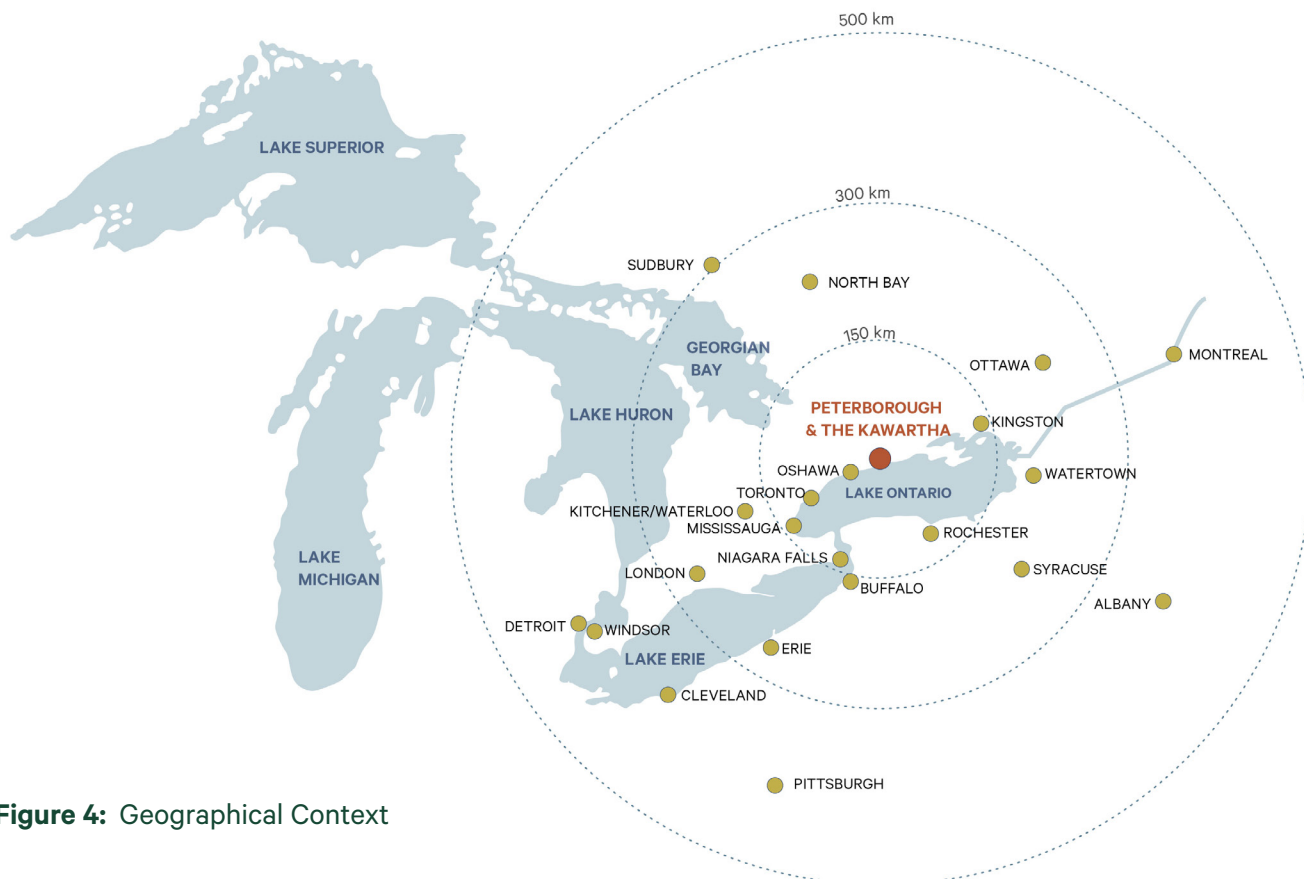 500 km
LAKE SUPERIOR
300 km
SUDBURY
NORTH BAY
150 km
GEORGIAN
BAY
OTTAWA
MONTREAL
LAKE HURON
PETERBOROUGH
& THE KAWARTHA
KINGSTON
OSHAWA
WATERTOWN
TORONTO
LAKE ONTARIO
KITCHENER/WATERLOO
MISSISSAUGA
ROCHESTER
LAKE
MICHIGAN
NIAGARA FALLS
LONDON
SYRACUSE
BUFFALO
ALBANY
DETROIT
WINDSOR
ERIE
LAKE ERIE
CLEVELAND
PITTSBURGH
Figure 4: Geographical Context